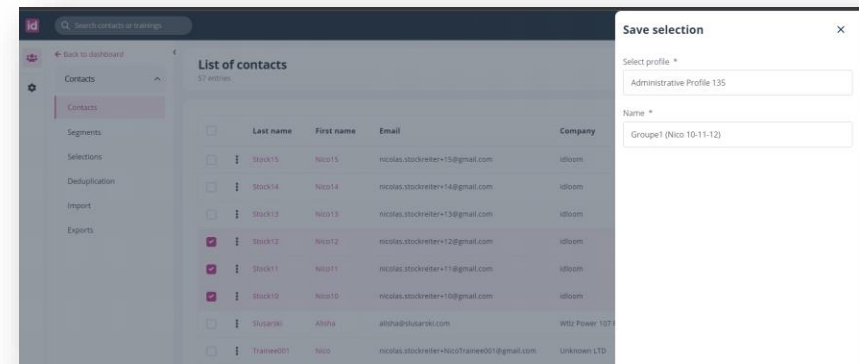 id
Search contacts or trainings
Save selection
← Back to dashboard
Contacts
Contacts
Segments
Selections
Deduplication
Import
Exports
List of contacts
57 entries
Last name First name Email Company
Stock15 Nico15 nicolas.stockreiter+15@gmail.com idloom
Stock14 Nico14 nicolas.stockreiter+14@gmail.com idloom
Stock13 Nico13 nicolas.stockreiter+13@gmail.com idloom
Stock12 Nico12 nicolas.stockreiter+12@gmail.com idloom
Stock11 Nico11 nicolas.stockreiter+11@gmail.com idloom
Stock10 Nico10 nicolas.stockreiter+10@gmail.com idloom
Slusarski Alisha alisha@slusarski.com Wtlz Power 107
Trainee001 Nico nicolas.stockreiter+NicoTrainee001@gmail.com Unknown LTD
Select profile *
Administrative Profile 135
Name *
Groupe1 (Nico 10-11-12)